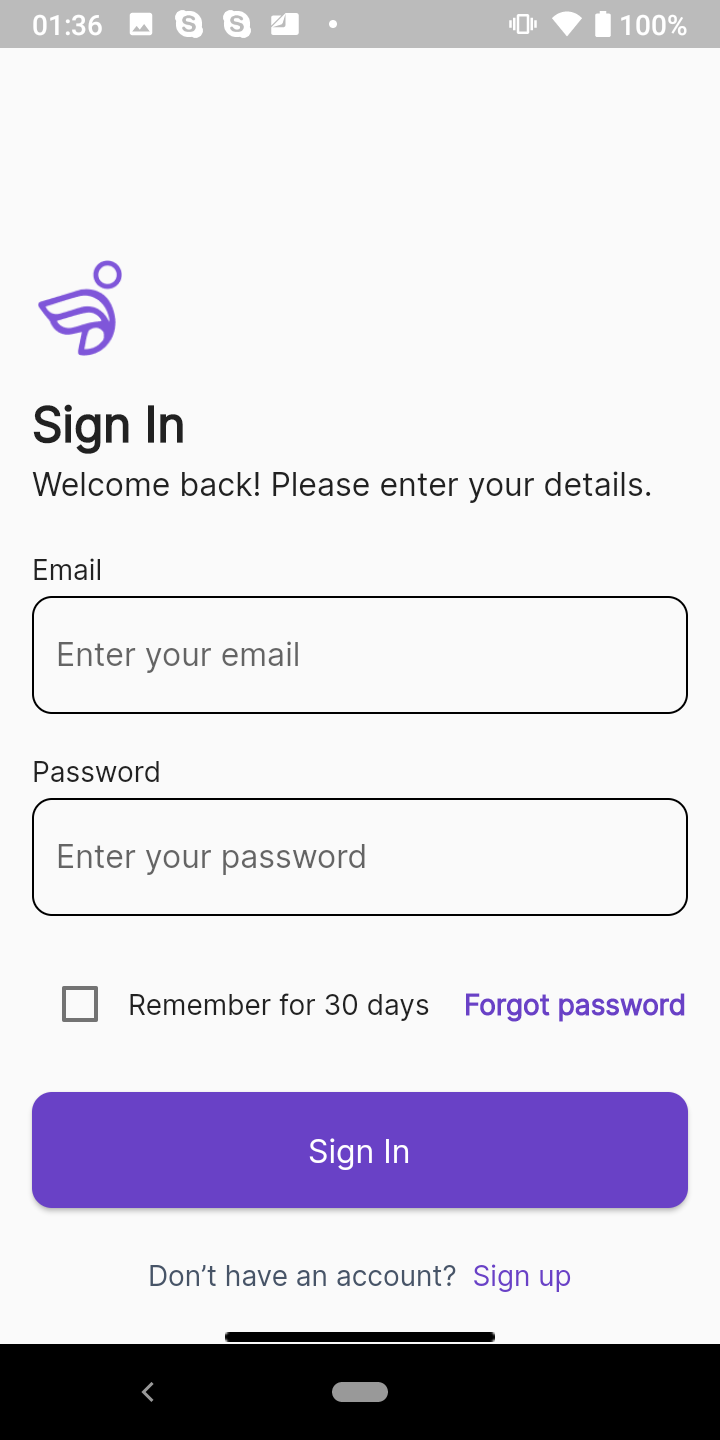 01:36 100%
Sign In
Welcome back! Please enter your details.
Email
Enter your email
Password
Enter your password
Remember for 30 days Forgot password
Sign In
Don’t have an account? Sign up